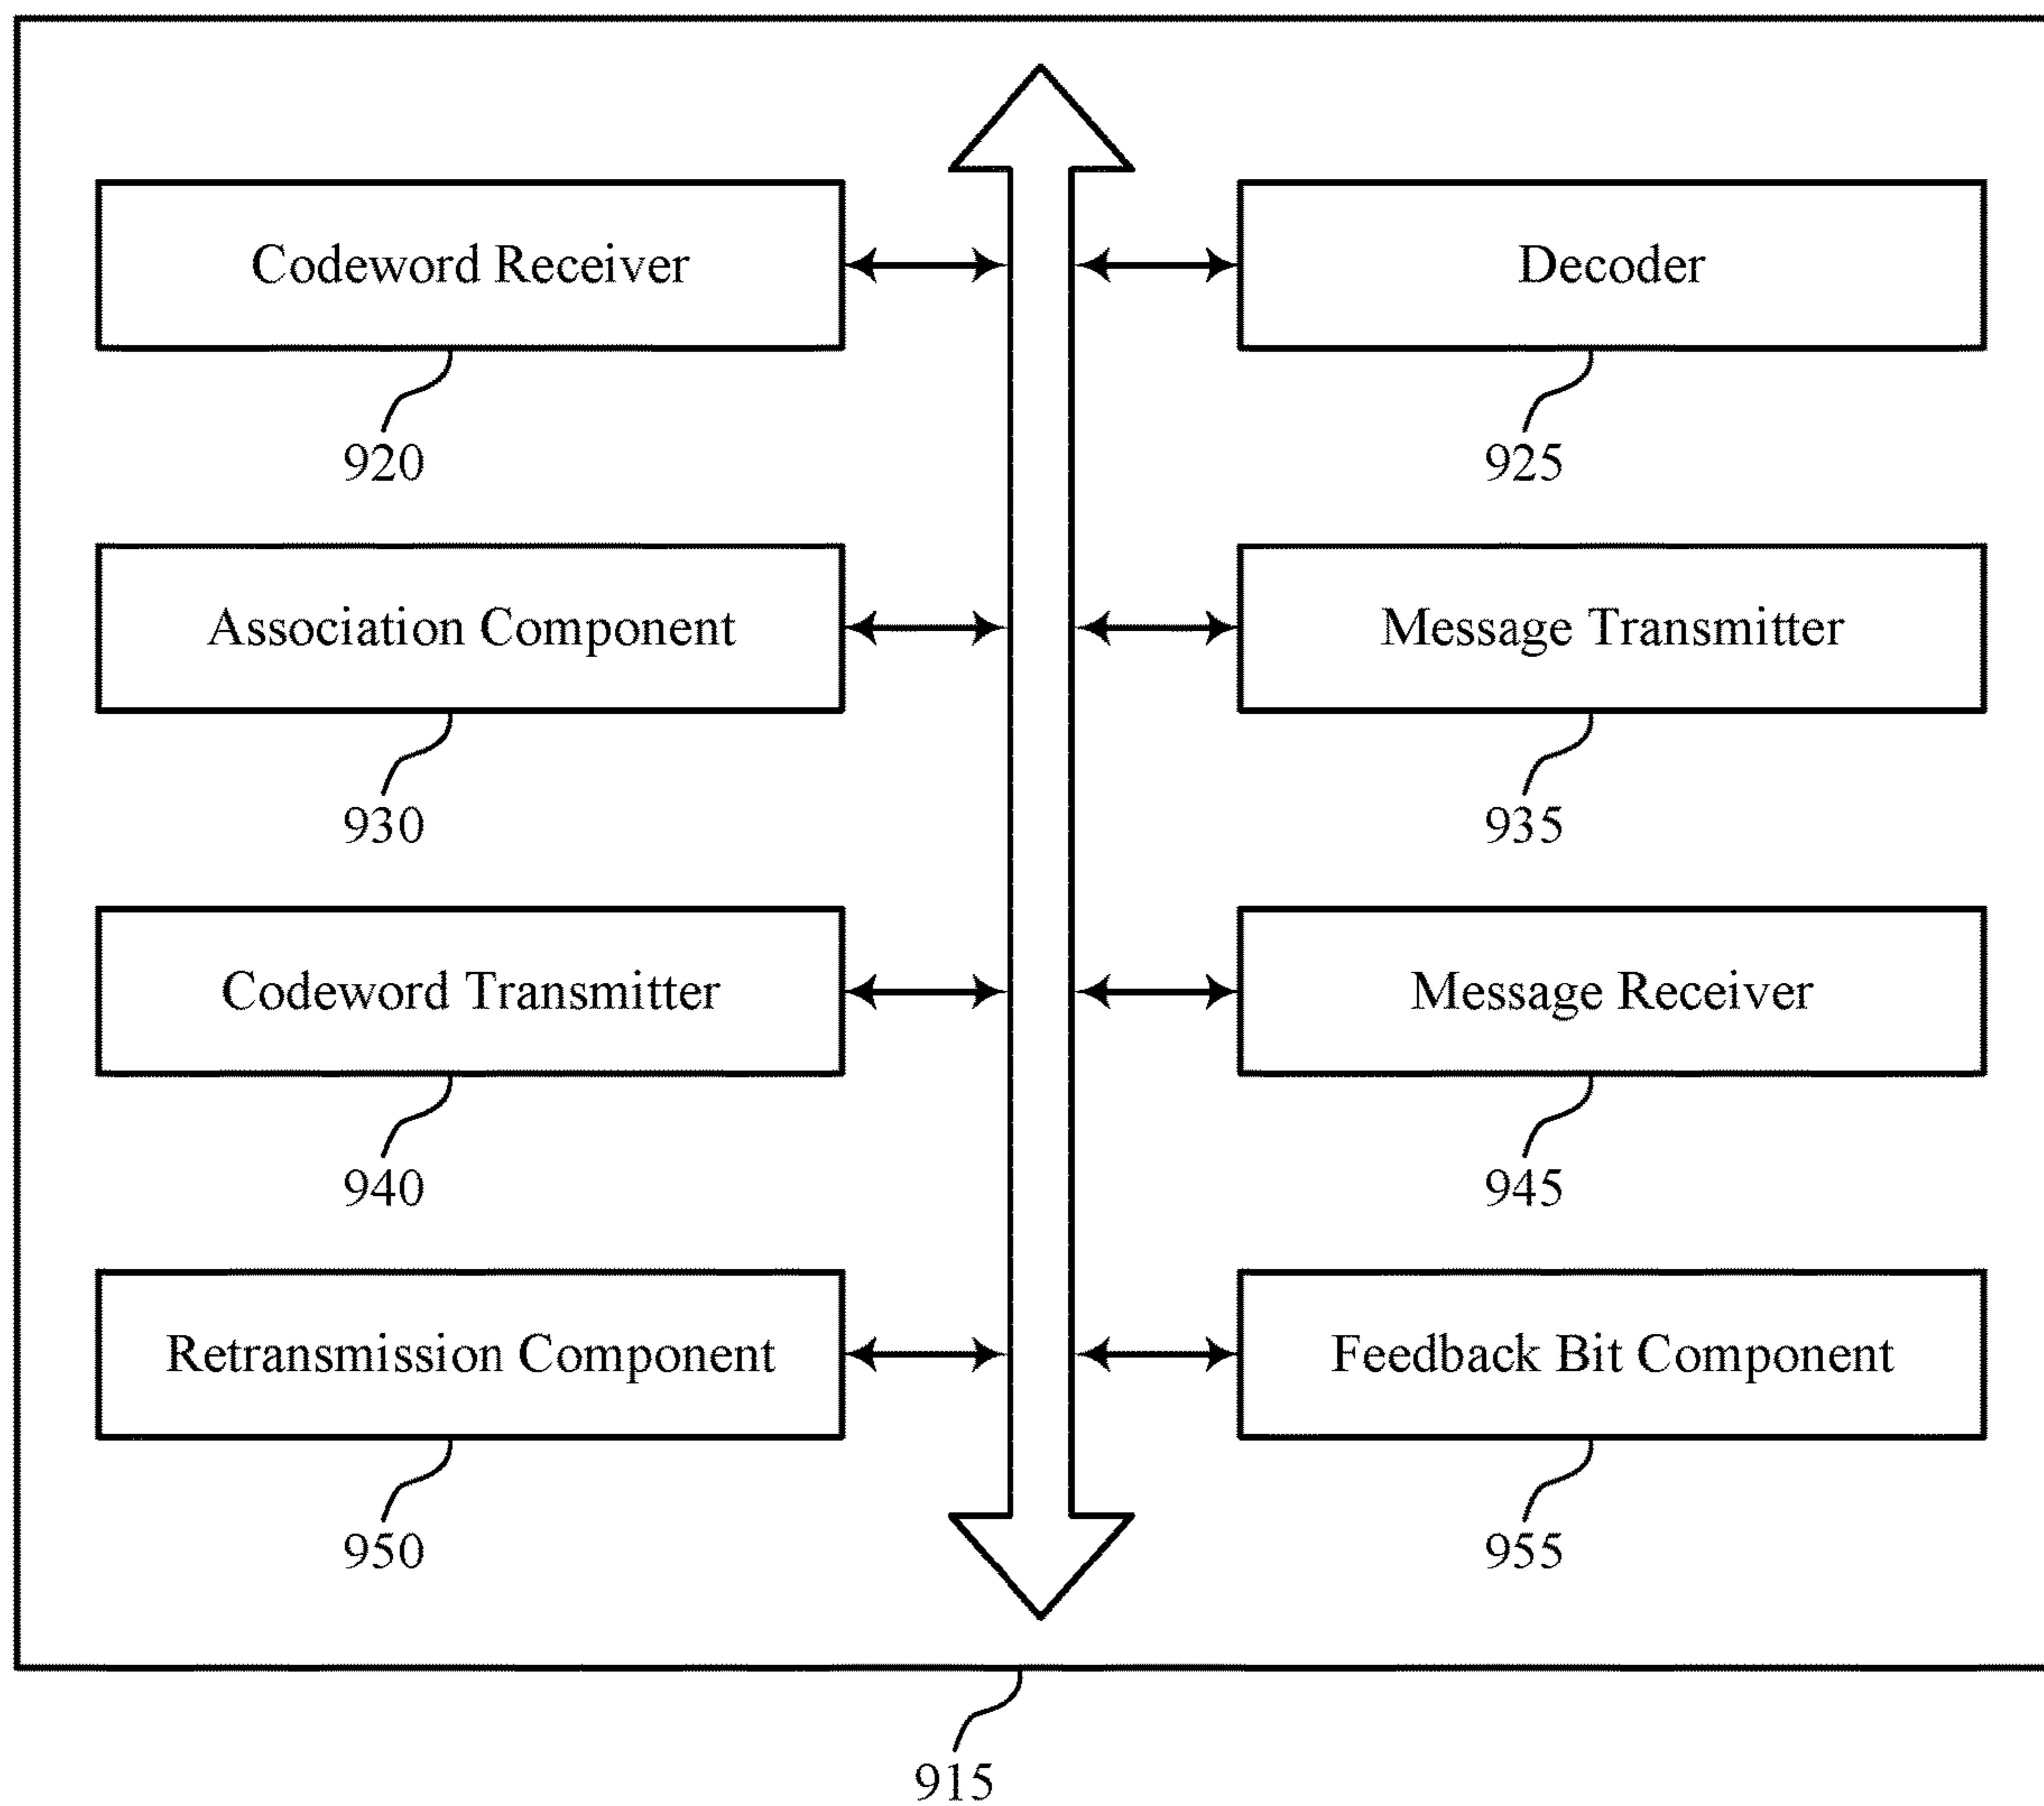 Codeword Receiver
Decoder
920
925
Association Component
Message Transmitter
930
935
Codeword Transmitter
Message Receiver
940
945
Retransmission Component
Feedback Bit Component
950
955
915